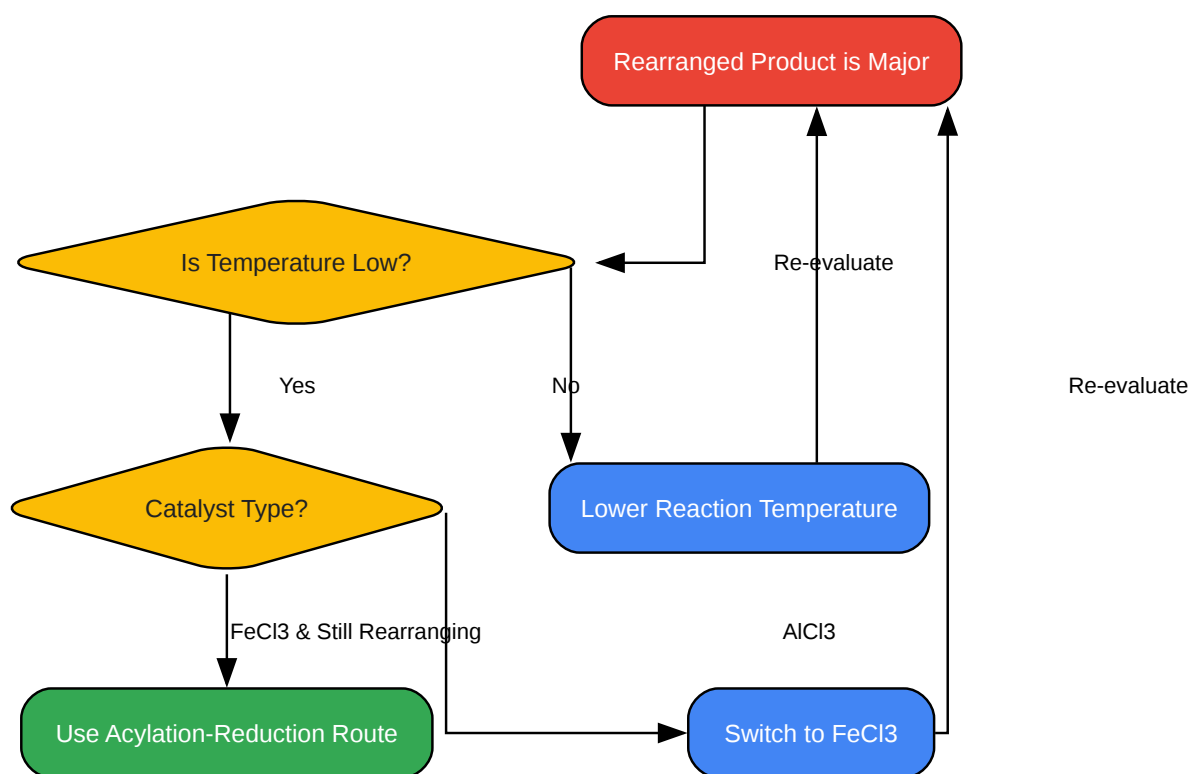 Rearranged Product is Major
Is Temperature Low?
Re-evaluate
Yes
No
Re-evaluate
Catalyst Type?
Lower Reaction Temperature
FeCl3 & Still Rearranging
AlCl3
Use Acylation-Reduction Route
Switch to FeCl3